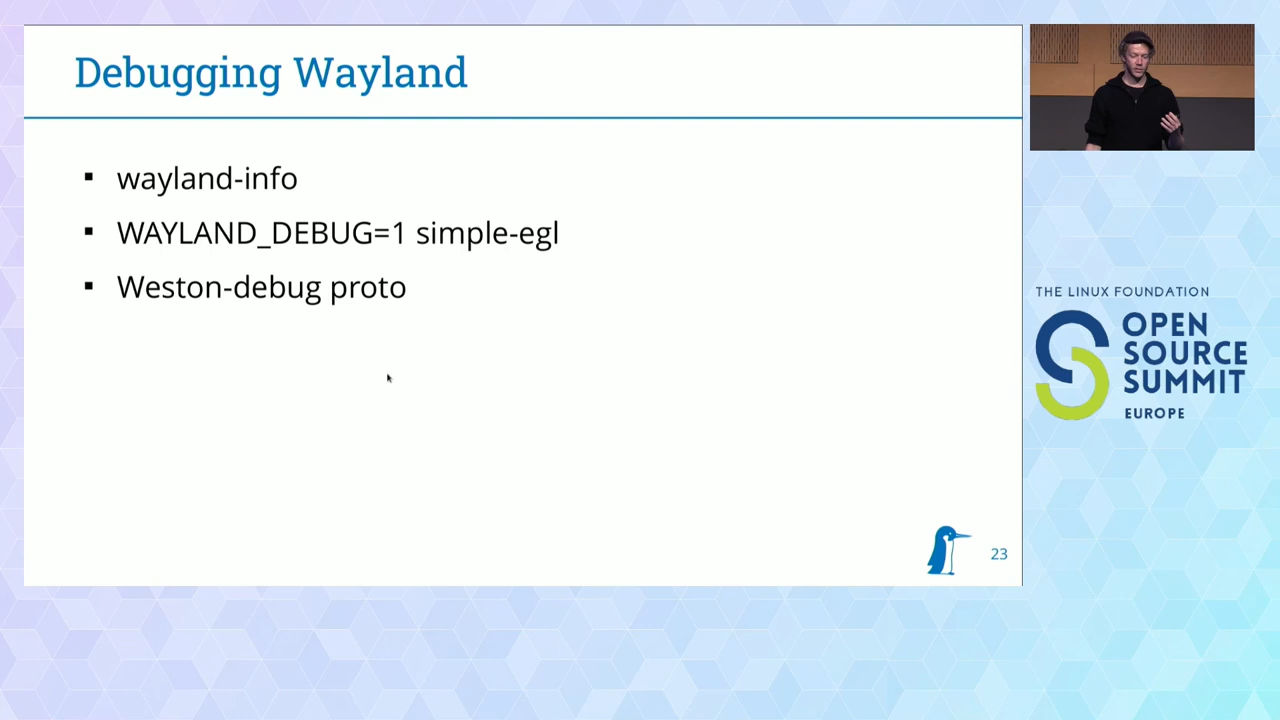 Debugging Wayland
▪ wayland-info
▪ WAYLAND_DEBUG=1 simple-egl
▪ Weston-debug proto
23
THE LINUX FOUNDATION
OPEN
SOURCE
SUMMIT
EUROPE